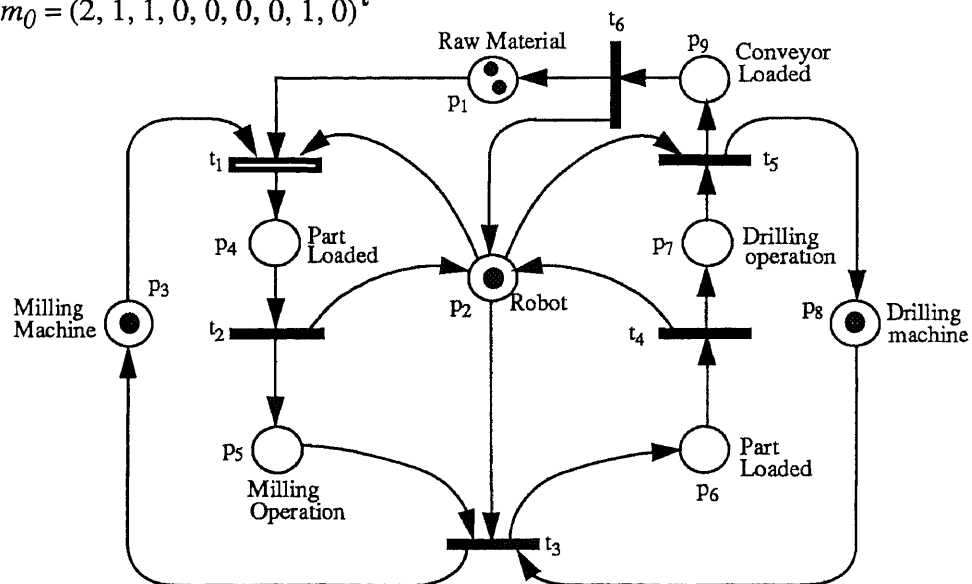 m0 = (2, 1, 1, 0, 0, 0, 0, 1, 0)^t
t6
Raw Material
p1
p9
Conveyor
Loaded
t1
t5
p4
Part
Loaded
p7
Drilling
operation
p3
Milling
Machine
p2
Robot
p8
Drilling
machine
t2
t4
p5
Milling
Operation
Part
Loaded
p6
t3